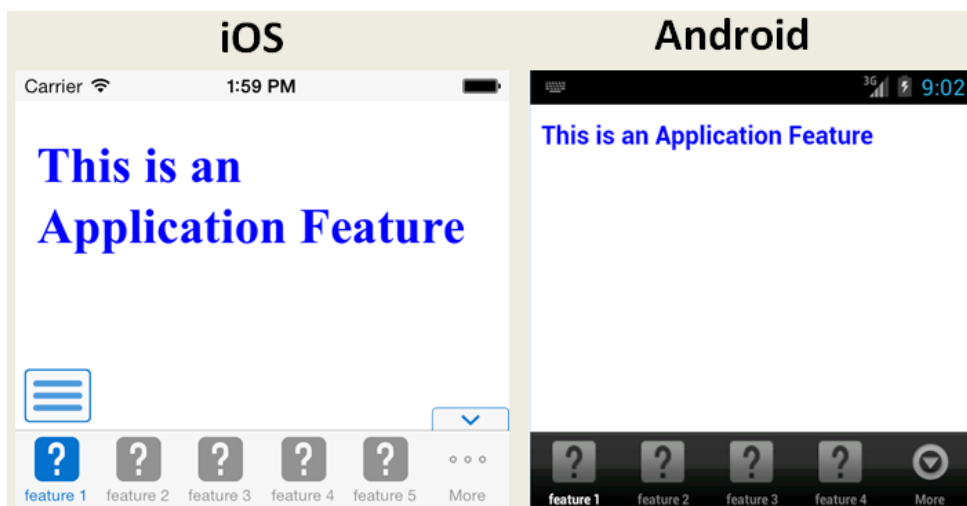 iOS
Carrier 1:59 PM
This is an
Application Feature
feature 1 feature 2 feature 3 feature 4 feature 5 More
Android
3G 9:02
This is an Application Feature
feature 1 feature 2 feature 3 feature 4 More